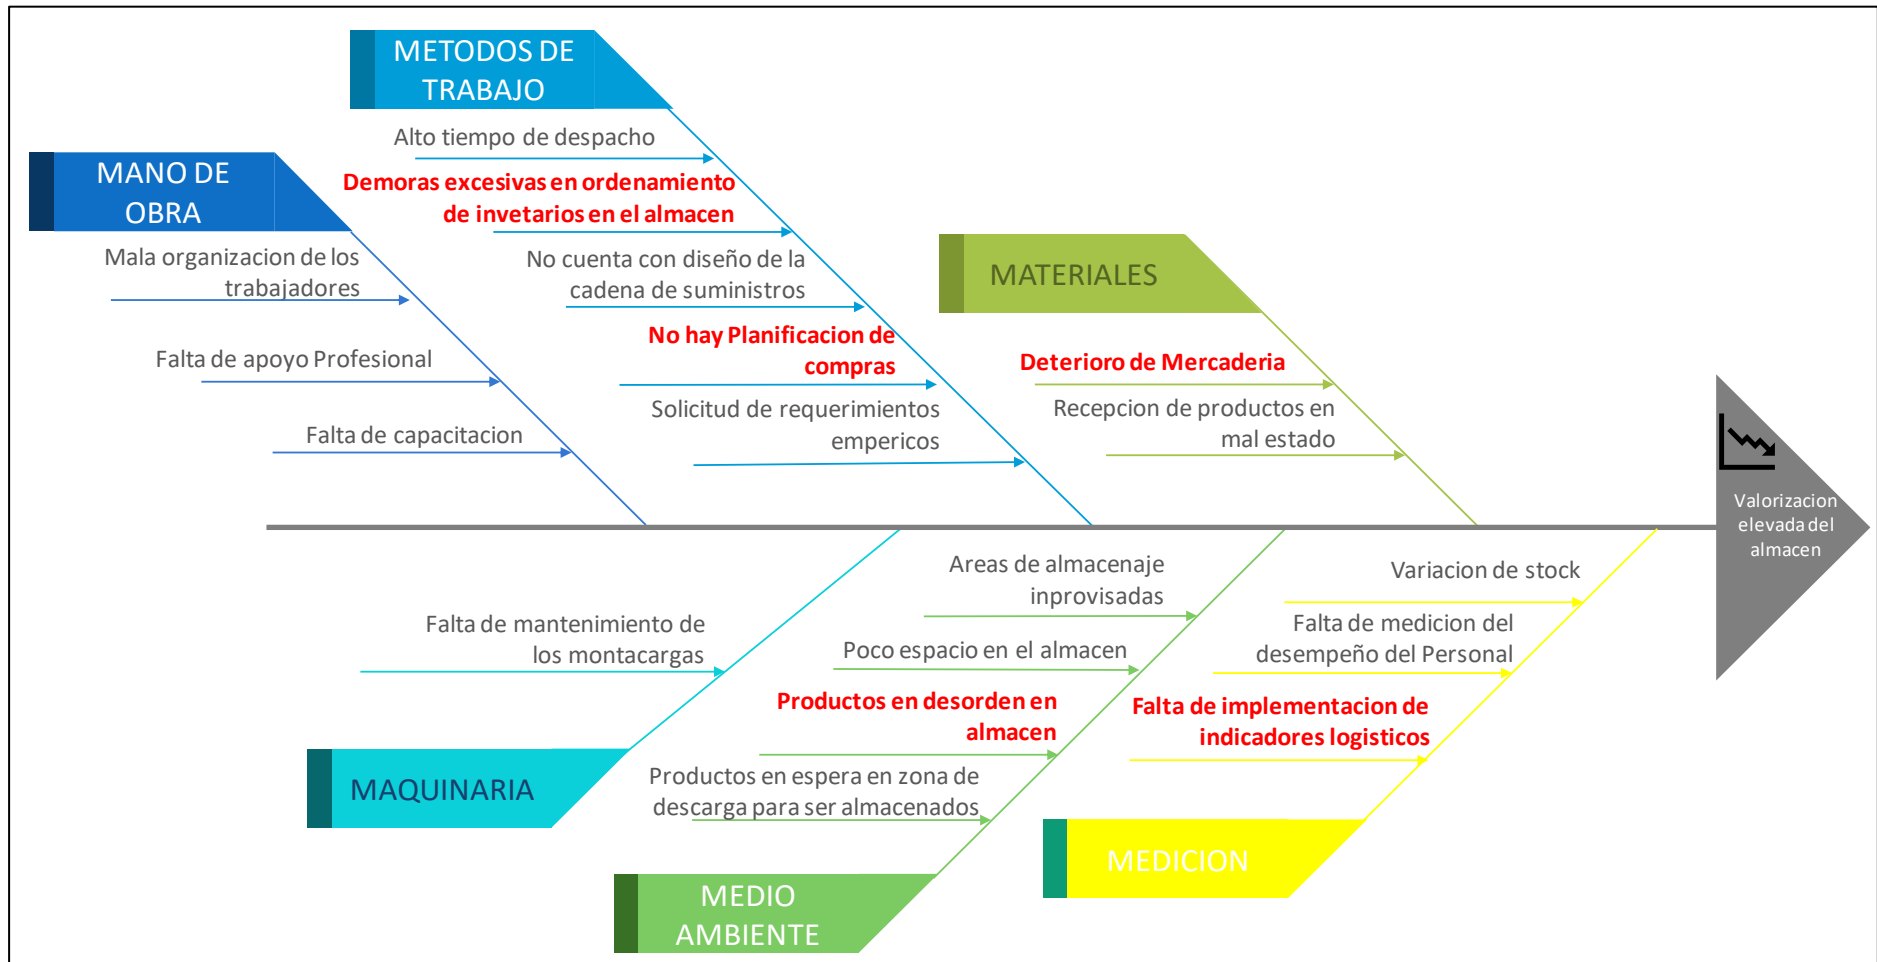 METODOS DE
TRABAJO
Alto tiempo de despacho
Demoras excesivas en ordenamiento
de invetarios en el almacen
No cuenta con diseño de la
cadena de suministros
No hay Planificacion de
compras
Solicitud de requerimientos
empericos
MANO DE
OBRA
Mala organizacion de los
trabajadores
Falta de apoyo Profesional
Falta de capacitacion
MATERIALES
Deterioro de Mercaderia
Recepcion de productos en
mal estado
Valorizacion
elevada del
almacen
Falta de mantenimiento de
los montacargas
MAQUINARIA
Areas de almacenaje
inprovisadas
Poco espacio en el almacen
Productos en desorden en
almacen
Productos en espera en zona de
descarga para ser almacenados
MEDIO
AMBIENTE
Variacion de stock
Falta de medicion del
desempeño del Personal
Falta de implementacion de
indicadores logisticos
MEDICION